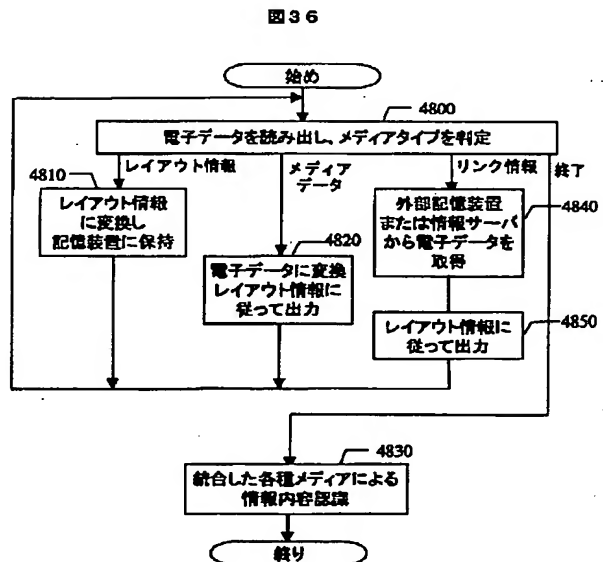 図36
始め
4800
電子データを読み出し、メディアタイプを判定
レイアウト情報
メディア
データ
リンク情報
終了
4810
レイアウト情報
に変換し
記憶装置に保持
4820
電子データに変換
レイアウト情報に
従って出力
4840
外部記憶装置
または情報サーバ
から電子データを
取得
4850
レイアウト情報に
従って出力
4830
統合した各種メディアによる
情報内容認識
終り